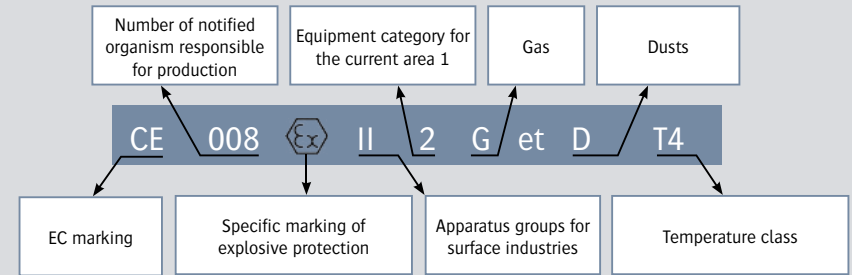 Number of notified
organism responsible
for production
Equipment category for
the current area 1
Gas
Dusts
CE 008 Ex II 2 G et D T4
EC marking
Specific marking of
explosive protection
Apparatus groups for
surface industries
Temperature class